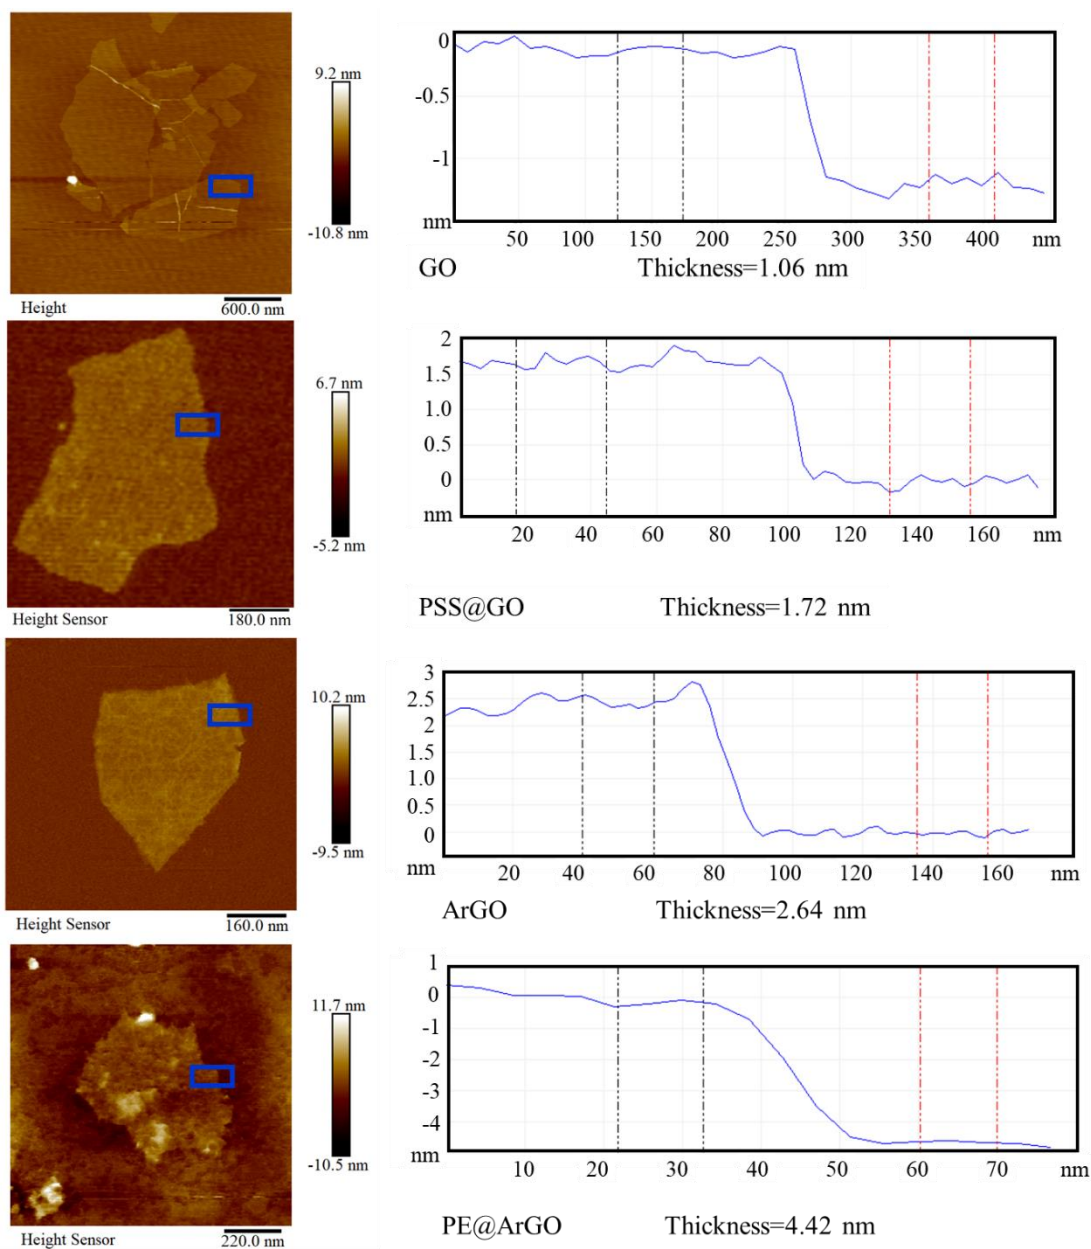 9.2 nm
-10.8 nm
Height
600.0 nm
0
-0.5
-1
nm
50 100 150 200 250 300 350 400 nm
GO Thickness=1.06 nm
6.7 nm
-5.2 nm
Height Sensor
180.0 nm
2
1.5
1.0
0.5
0
nm
20 40 60 80 100 120 140 160 nm
PSS@GO Thickness=1.72 nm
10.2 nm
-9.5 nm
Height Sensor
160.0 nm
3
2.5
2.5
1.5
1.0
0.5
0
nm
20 40 60 80 100 120 140 160 nm
ArGO Thickness=2.64 nm
11.7 nm
-10.5 nm
Height Sensor
220.0 nm
1
0
-1
-2
-3
-4
nm
10 20 30 40 50 60 70 80 nm
PE@ArGO Thickness=4.42 nm